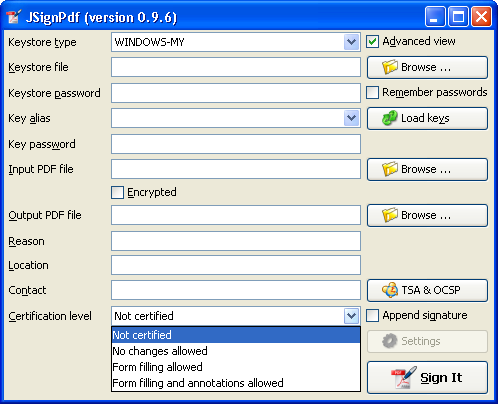 JSignPdf (version 0.9.6)
Keystore type WINDOWS-MY Advanced view
Keystore file Browse ...
Keystore password Remember passwords
Key alias Load keys
Key password
Input PDF file Browse ...
Encrypted
Output PDF file Browse ...
Reason
Location
Contact TSA & OCSP
Certification level Not certified Append signature
Not certified
No changes allowed Settings
Form filling allowed
Form filling and annotations allowed Sign It